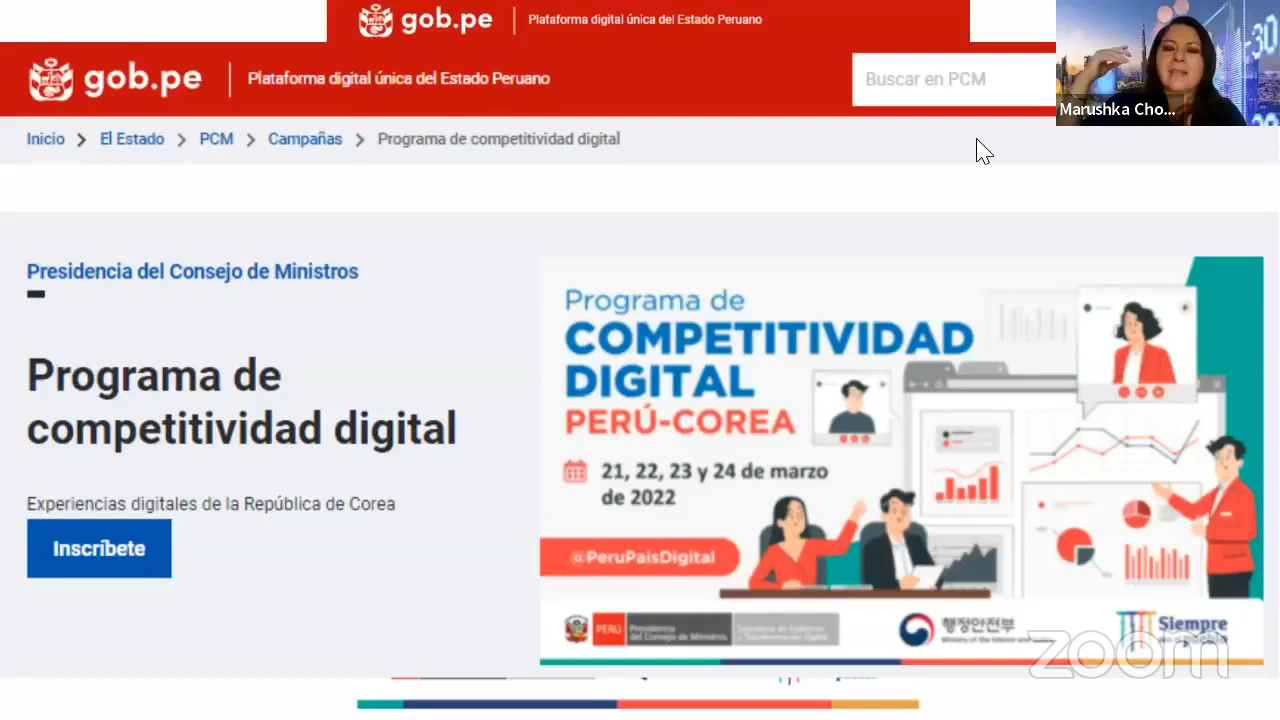 gob.pe
Plataforma digital única del Estado Peruano
gob.pe
Plataforma digital única del Estado Peruano
Buscar en PCM
Marushka Cho...
Inicio
El Estado
PCM
Campañas
Programa de competitividad digital
Presidencia del Consejo de Ministros
Programa de
competitividad digital
Experiencias digitales de la República de Corea
Inscríbete
Programa de
COMPETITIVIDAD
DIGITAL
PERÚ-COREA
21, 22, 23 y 24 de marzo
de 2022
@PeruPaisDigital
PERÚ
Presidencia
del Consejo de Ministros
행정안전부
Siempre
zoom